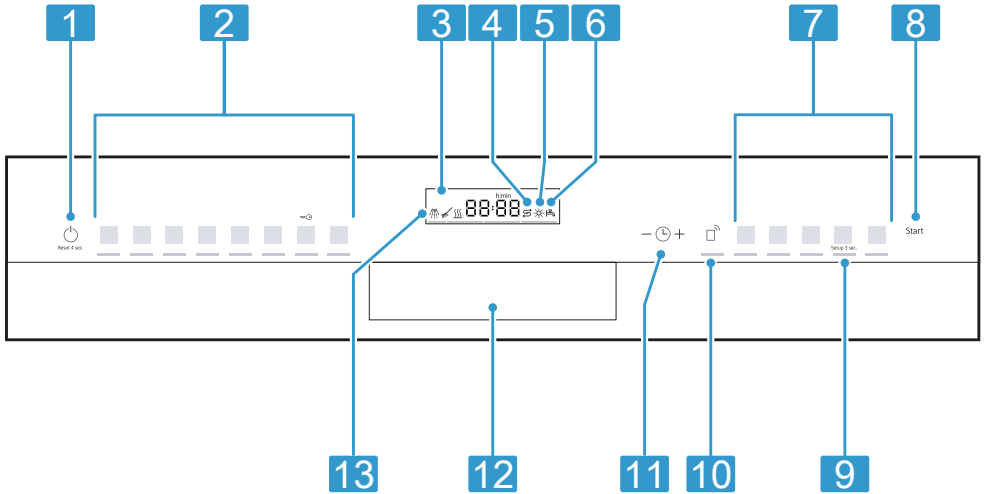 1 2 3 4 5 6 7 8
h:min
88:88
Reset 4 sec.
Setup 3 sec.
Start
13 12 11 10 9